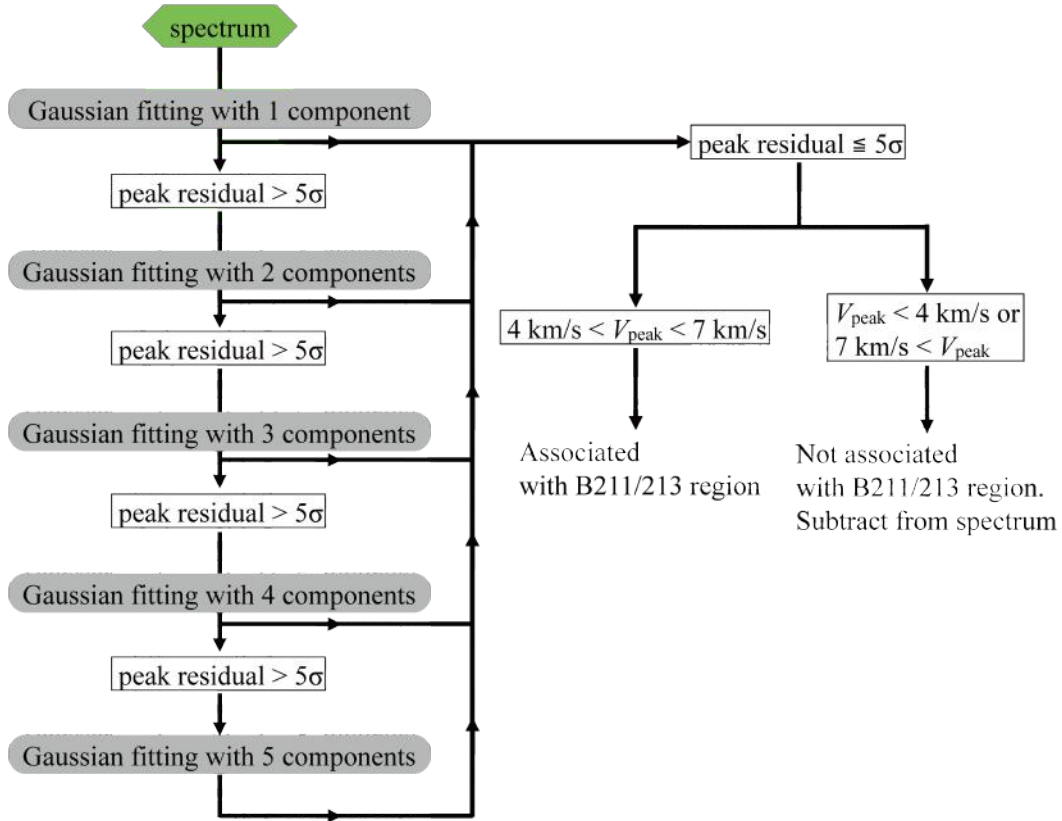 spectrum
Gaussian fitting with 1 component
peak residual > 5σ
Gaussian fitting with 2 components
peak residual > 5σ
Gaussian fitting with 3 components
peak residual > 5σ
Gaussian fitting with 4 components
peak residual > 5σ
Gaussian fitting with 5 components
peak residual ≦ 5σ
4 km/s < Vpeak < 7 km/s
Associated
with B211/213 region
Vpeak < 4 km/s or
7 km/s < Vpeak
Not associated
with B211/213 region.
Subtract from spectrum